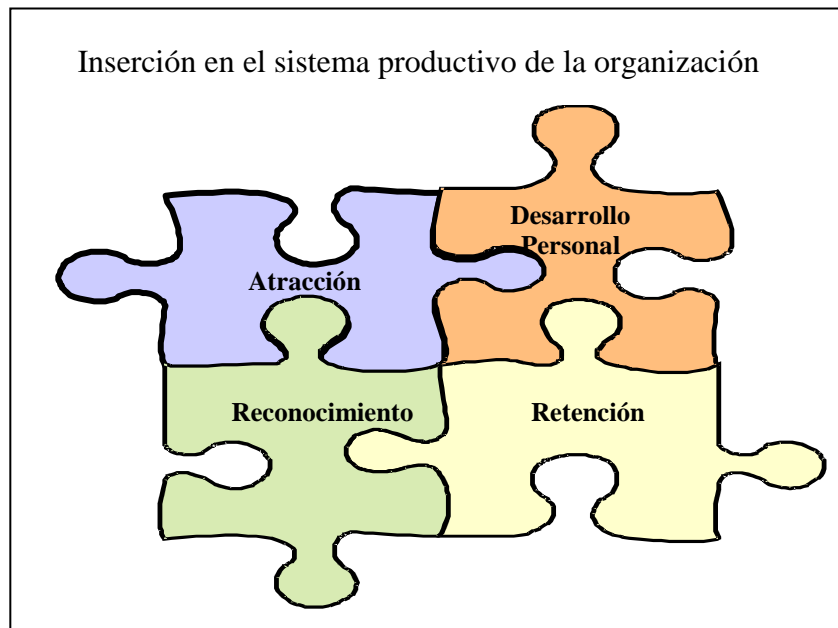 Inserción en el sistema productivo de la organización
Desarrollo
Personal
Atracción
Reconocimiento
Retención